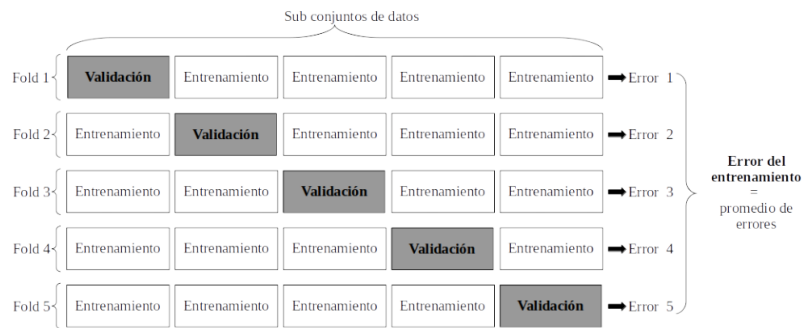 Sub conjuntos de datos
Fold 1 Validación Entrenamiento Entrenamiento Entrenamiento Entrenamiento Error 1
Fold 2 Entrenamiento Validación Entrenamiento Entrenamiento Entrenamiento Error 2
Fold 3 Entrenamiento Entrenamiento Validación Entrenamiento Entrenamiento Error 3
Fold 4 Entrenamiento Entrenamiento Entrenamiento Validación Entrenamiento Error 4
Fold 5 Entrenamiento Entrenamiento Entrenamiento Entrenamiento Validación Error 5
Error del
entrenamiento
=
promedio de
errores